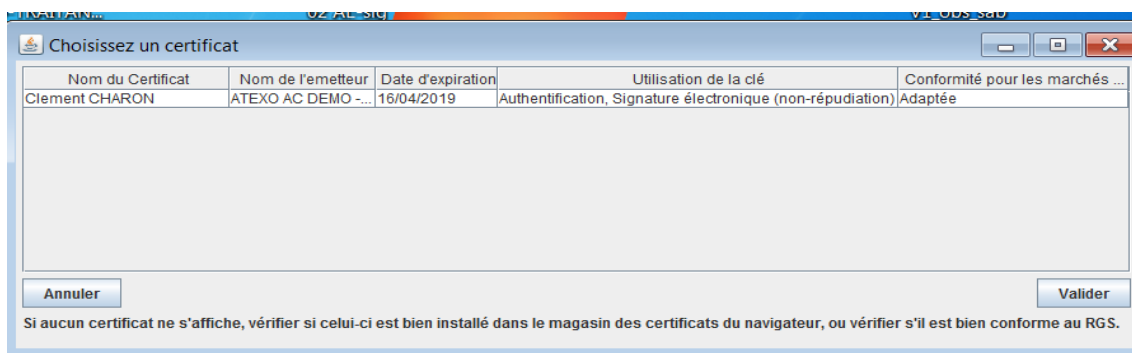 Choisissez un certificat
Nom du Certificat Nom de l'emetteur Date d'expiration Utilisation de la clé Conformité pour les marchés ...
Clement CHARON ATEXO AC DEMO -... 16/04/2019 Authentification, Signature électronique (non-répudiation) Adaptée
Annuler Valider
Si aucun certificat ne s'affiche, vérifier si celui-ci est bien installé dans le magasin des certificats du navigateur, ou vérifier s'il est bien conforme au RGS.